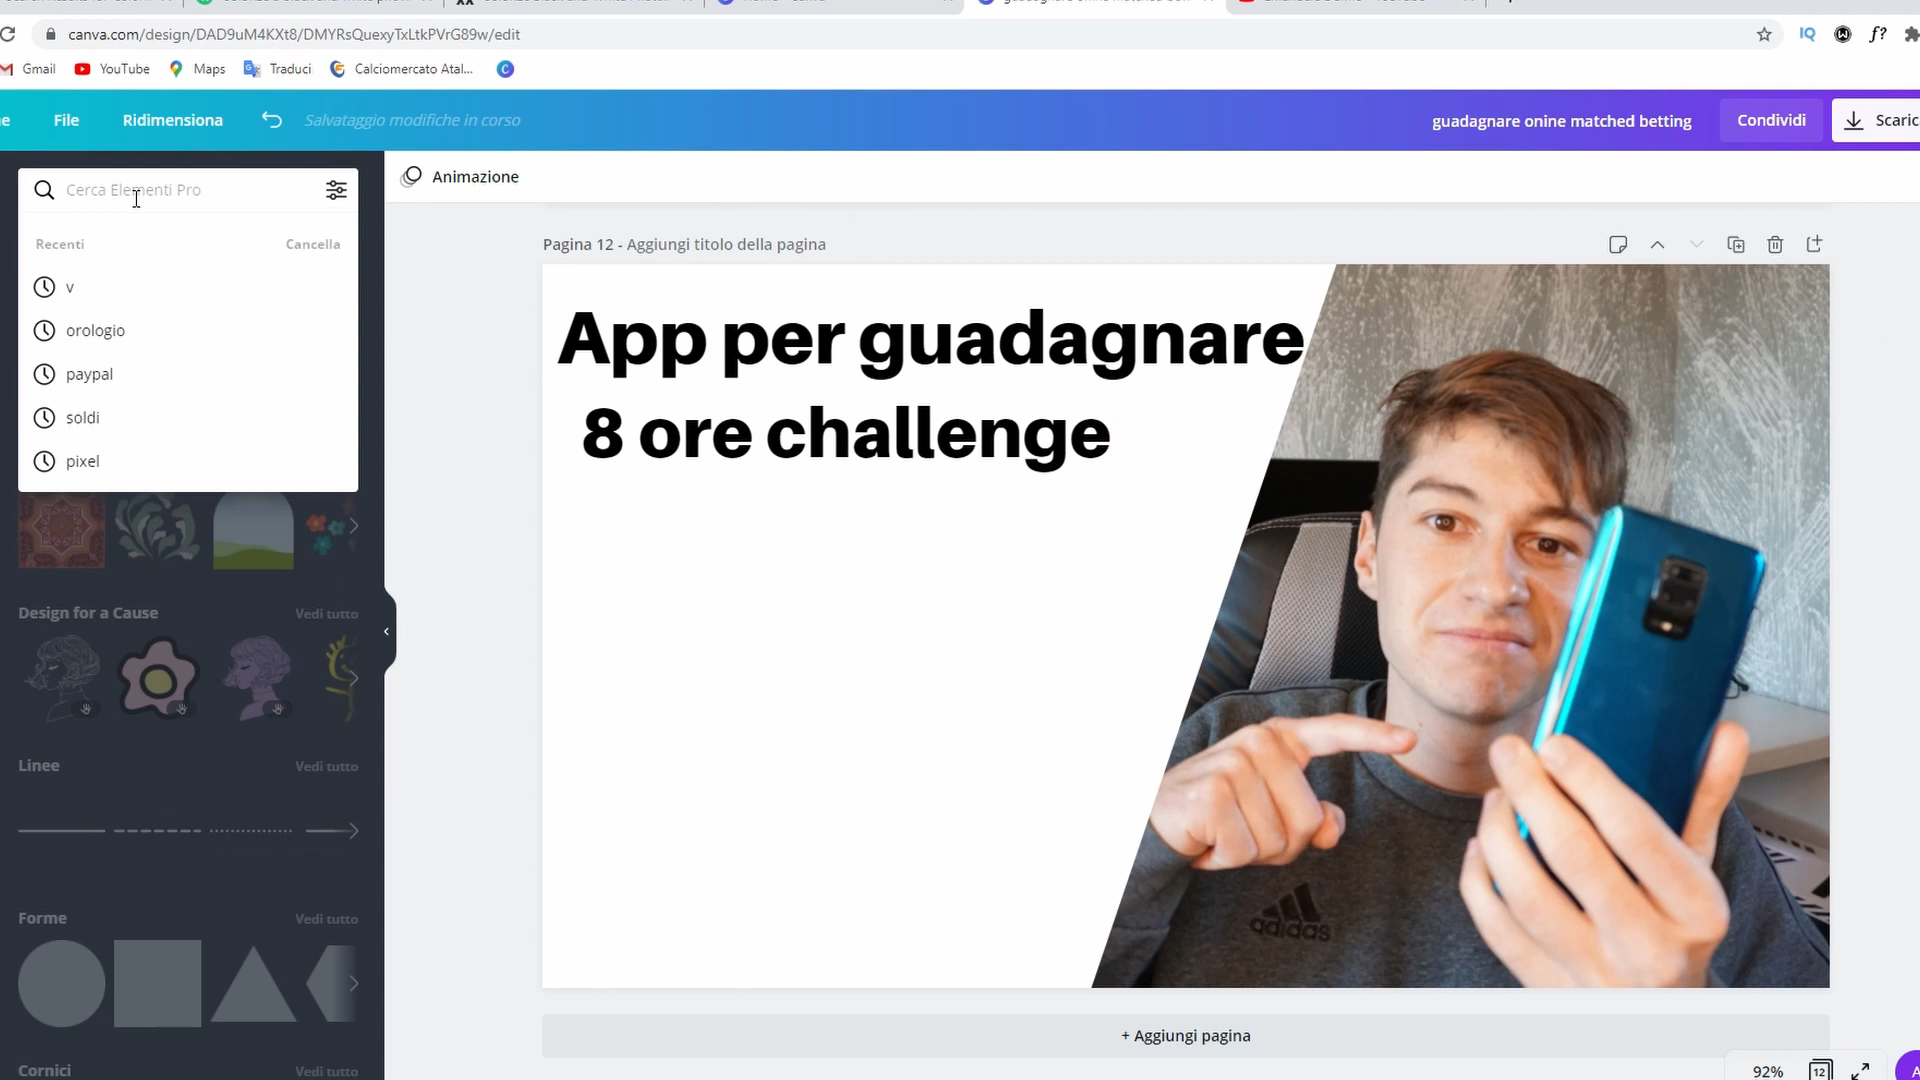 canva.com/design/DAD9uM4KXt8/DMYRsQuexyTxLtkPVrG89w/edit
IQ
f?
Gmail
YouTube
Maps
Traduci
Calciomercato Atal...
File
Ridimensiona
Salvataggio modifiche in corso
guadagnare onine matched betting
Condividi
Scaric
Cerca Elementi Pro
Animazione
Recenti
Cancella
v
orologio
paypal
soldi
pixel
Pagina 12 - Aggiungi titolo della pagina
App per guadagnare
8 ore challenge
adidas
Design for a Cause
Vedi tutto
Linee
Vedi tutto
Forme
Vedi tutto
Cornici
Vedi tutto
+ Aggiungi pagina
92%
12